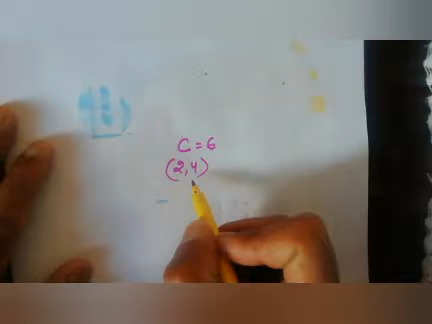 C = 6
(2,4)